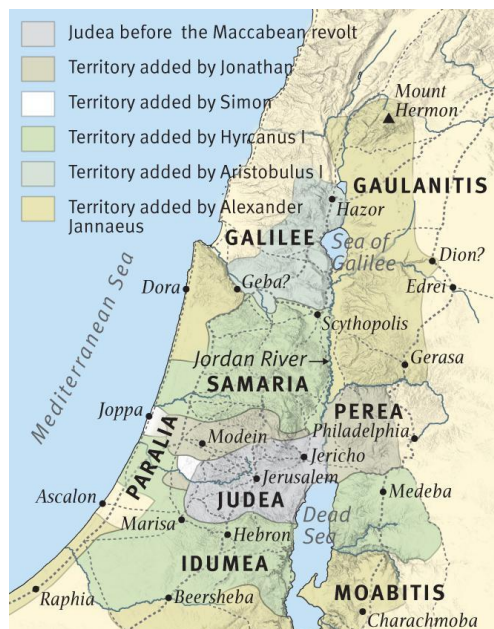 Judea before the Maccabean revolt
Territory added by Jonathan
Territory added by Simon
Territory added by Hyrcanus I
Territory added by Aristobulus I
Territory added by Alexander
Jannaeus
Mount
Hermon
GAULANITIS
Hazor
GALILEE
Sea of
Galilee
Dion?
Mediterranean Sea
Dora
Geba?
Edrei
Scythopolis
Jordan River
Gerasa
SAMARIA
Joppa
PEREA
Philadelphia
PARALIA
Modein
Jericho
Jerusalem
Ascalon
JUDEA
Medeba
Marisa
Dead
Sea
Hebron
IDUMEA
Raphia
Beersheba
MOABITIS
Charachmoba